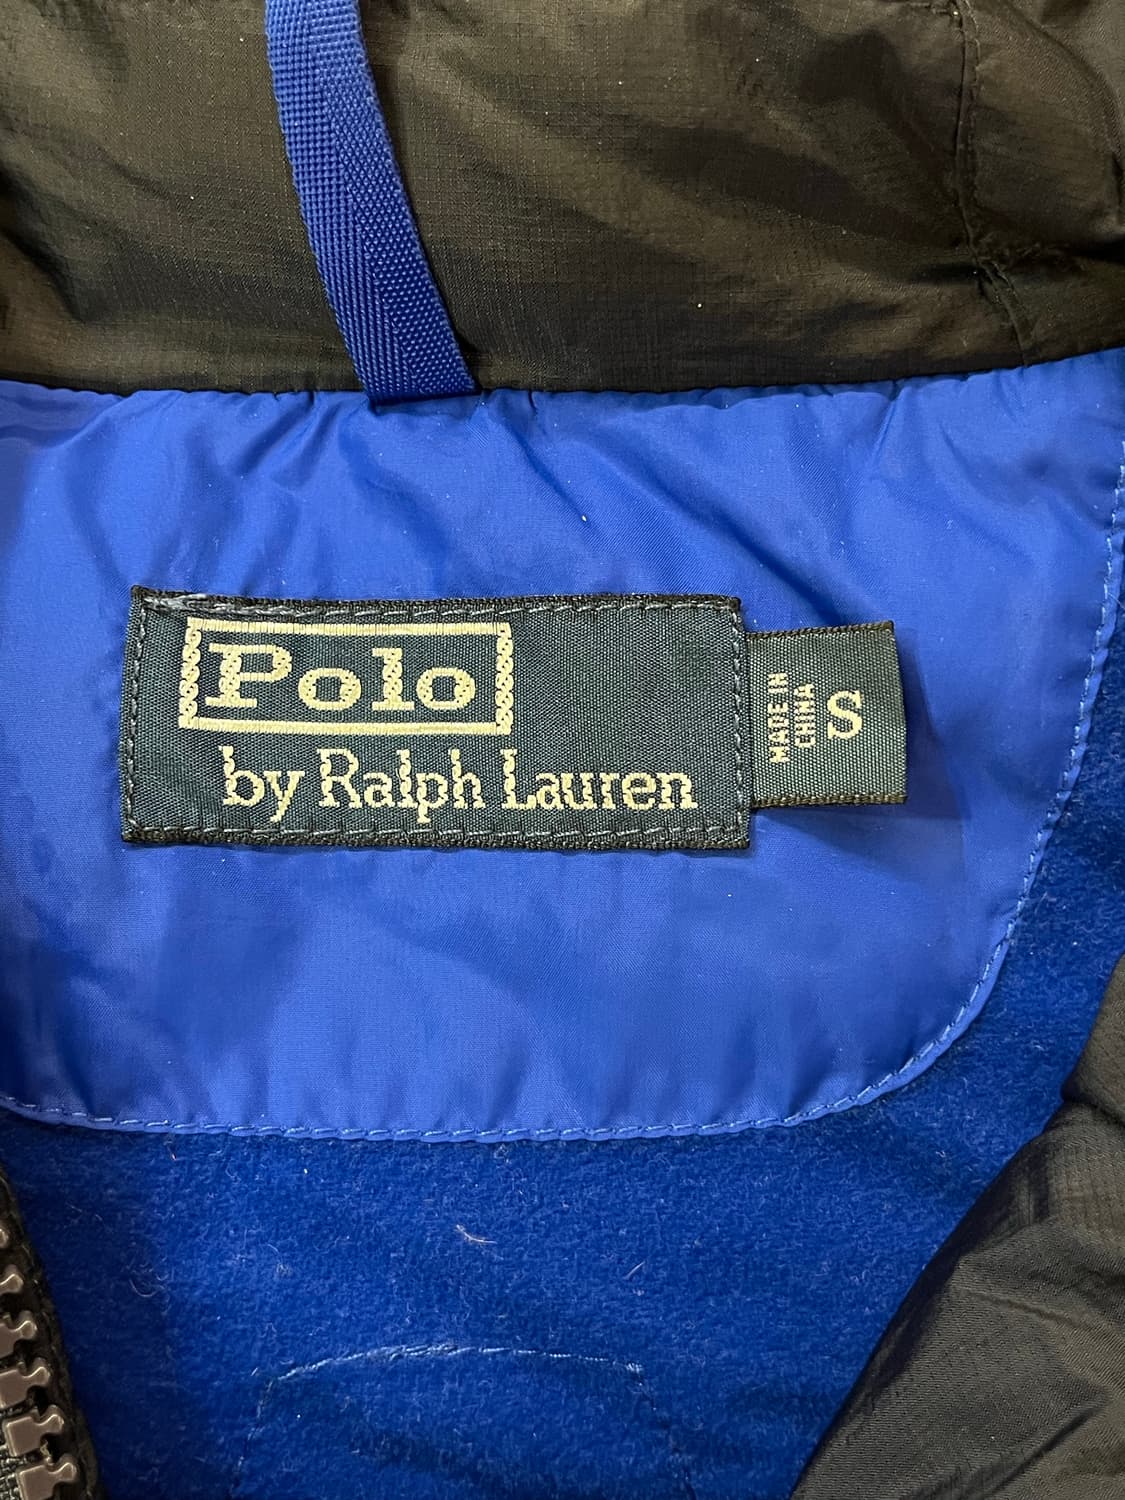 Polo
by Ralph Lauren
MADE IN
CHINA
S